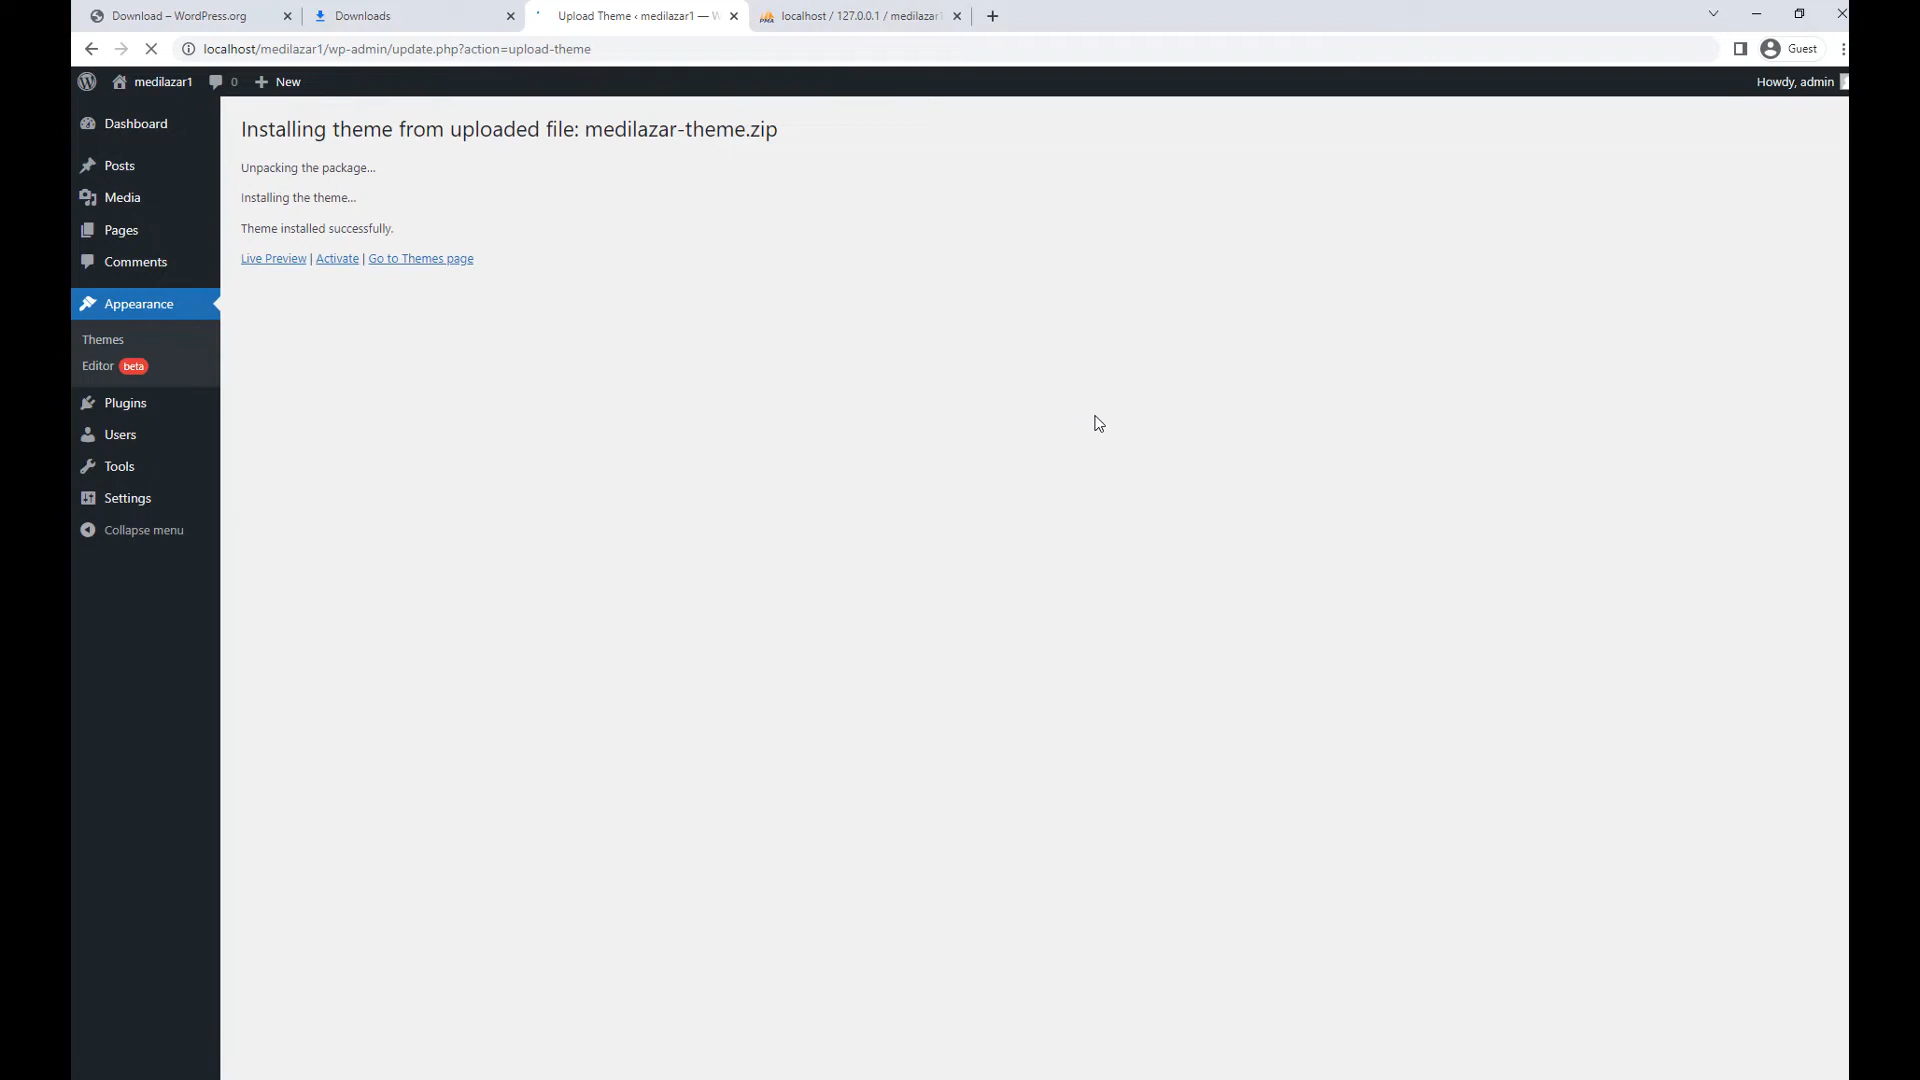 Download – WordPress.org
Downloads
Upload Theme ‹ medilazar1 — W
localhost / 127.0.0.1 / medilazar1
localhost/medilazar1/wp-admin/update.php?action=upload-theme
Guest
medilazar1
0
New
Howdy, admin
Dashboard
Posts
Media
Pages
Comments
Appearance
Themes
Editor beta
Plugins
Users
Tools
Settings
Collapse menu
Installing theme from uploaded file: medilazar-theme.zip
Unpacking the package…
Installing the theme…
Theme installed successfully.
Live Preview | Activate | Go to Themes page